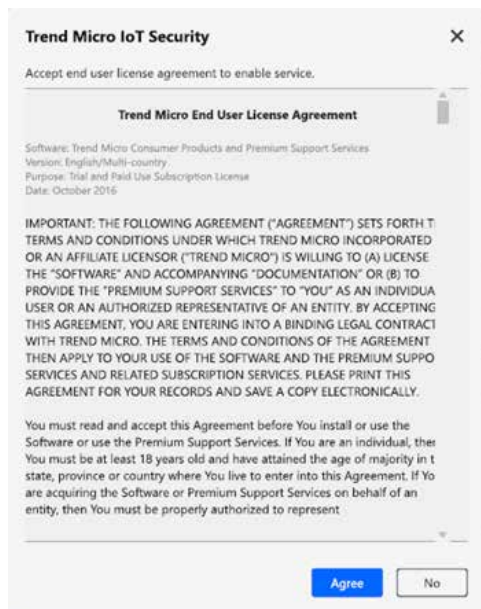 Trend Micro IoT Security
Accept end user license agreement to enable service.
Trend Micro End User License Agreement
Software: Trend Micro Consumer Products and Premium Support Services
Version: English/Multi-country
Purpose: Trial and Paid Use Subscription License
Date: October 2016
IMPORTANT: THE FOLLOWING AGREEMENT ("AGREEMENT") SETS FORTH T
TERMS AND CONDITIONS UNDER WHICH TREND MICRO INCORPORATED
OR AN AFFILIATE LICENSOR ("TREND MICRO") IS WILLING TO (A) LICENSE
THE "SOFTWARE" AND ACCOMPANYING "DOCUMENTATION" OR (B) TO
PROVIDE THE "PREMIUM SUPPORT SERVICES" TO "YOU" AS AN INDIVIDUA
USER OR AN AUTHORIZED REPRESENTATIVE OF AN ENTITY. BY ACCEPTING
THIS AGREEMENT, YOU ARE ENTERING INTO A BINDING LEGAL CONTRACT
WITH TREND MICRO. THE TERMS AND CONDITIONS OF THE AGREEMENT
THEN APPLY TO YOUR USE OF THE SOFTWARE AND THE PREMIUM SUPPO
SERVICES AND RELATED SUBSCRIPTION SERVICES. PLEASE PRINT THIS
AGREEMENT FOR YOUR RECORDS AND SAVE A COPY ELECTRONICALLY.
You must read and accept this Agreement before You install or use the
Software or use the Premium Support Services. If You are an individual, then
You must be at least 18 years old and have attained the age of majority in t
state, province or country where You live to enter into this Agreement. If Yo
are acquiring the Software or Premium Support Services on behalf of an
entity, then You must be properly authorized to represent
Agree
No